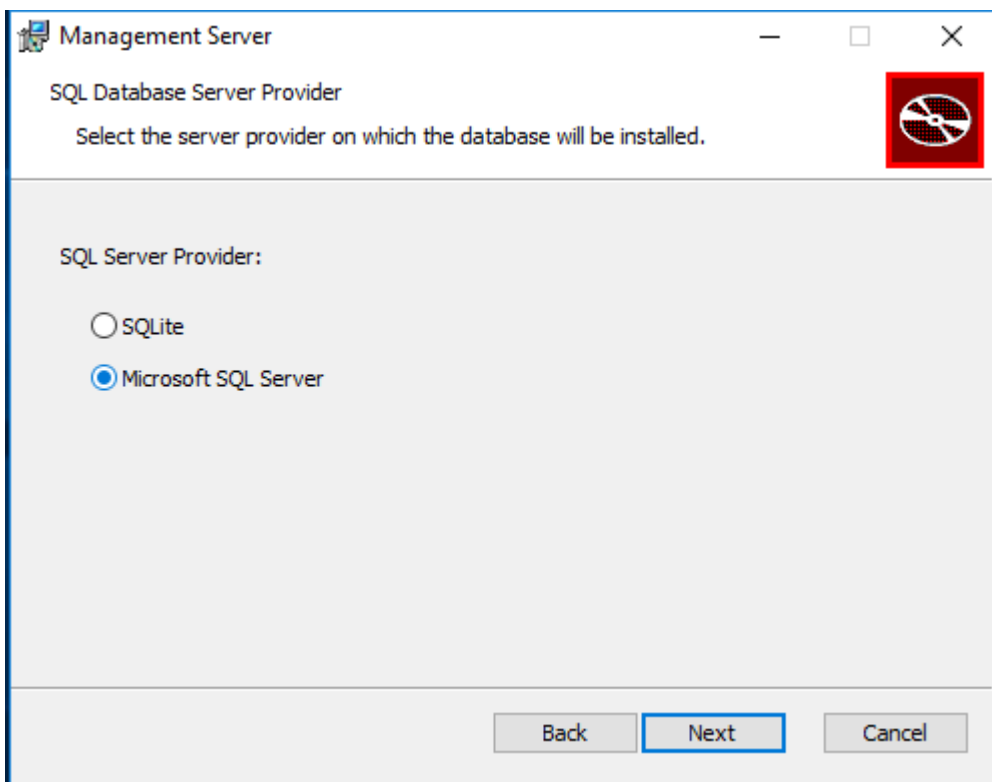 Management Server
SQL Database Server Provider
Select the server provider on which the database will be installed.
SQL Server Provider:
SQLite
Microsoft SQL Server
Back Next Cancel